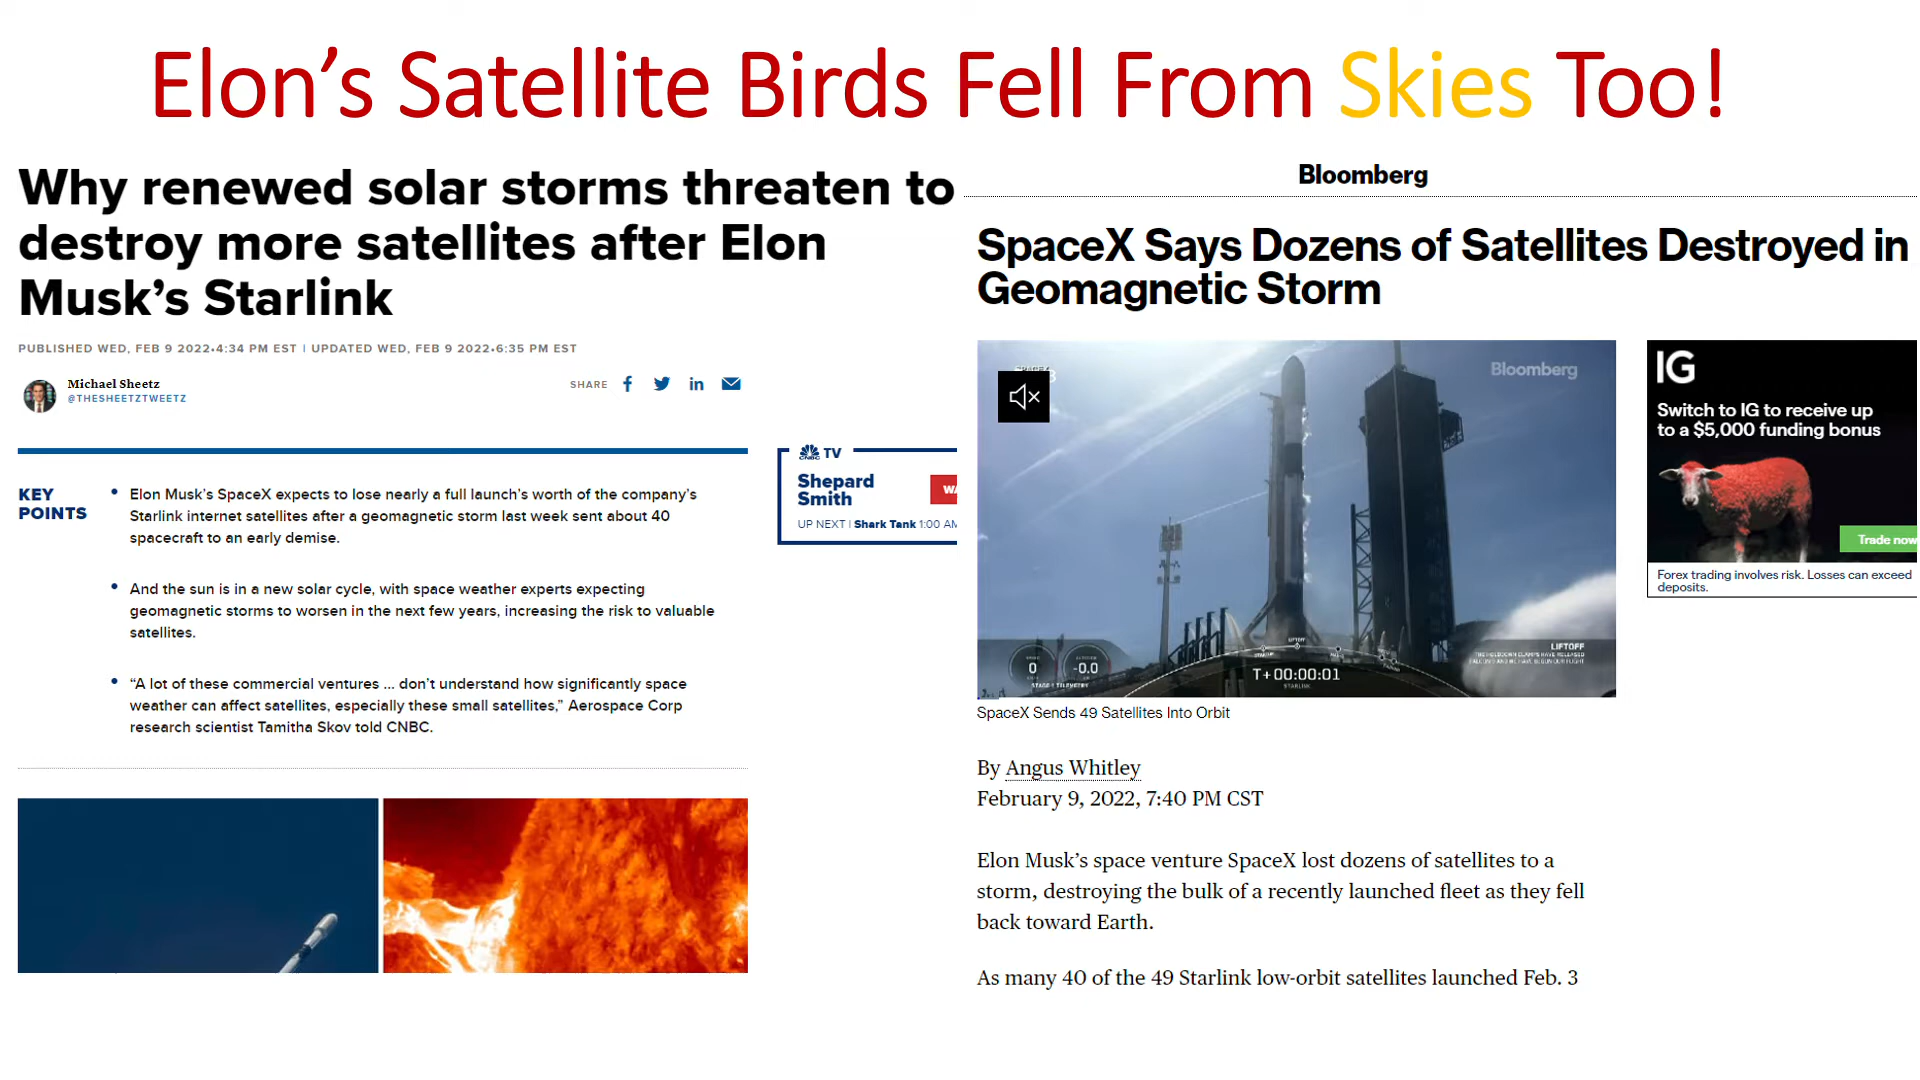 Elon’s Satellite Birds Fell From Skies Too!
Why renewed solar storms threaten to
destroy more satellites after Elon
Musk’s Starlink
PUBLISHED WED, FEB 9 2022•4:34 PM EST | UPDATED WED, FEB 9 2022•6:35 PM EST
Michael Sheetz
@THESHEETZTWEETZ
SHARE
KEY
POINTS
• Elon Musk’s SpaceX expects to lose nearly a full launch’s worth of the company’s
Starlink internet satellites after a geomagnetic storm last week sent about 40
spacecraft to an early demise.
• And the sun is in a new solar cycle, with space weather experts expecting
geomagnetic storms to worsen in the next few years, increasing the risk to valuable
satellites.
• “A lot of these commercial ventures ... don’t understand how significantly space
weather can affect satellites, especially these small satellites,” Aerospace Corp
research scientist Tamitha Skov told CNBC.
CNBC TV
Shepard
Smith
WA
UP NEXT | Shark Tank 1:00 AM
Bloomberg
SpaceX Says Dozens of Satellites Destroyed in
Geomagnetic Storm
Bloomberg
0
-0.0
STAGE 1 TELEMETRY
LIFTOFF
T+00:00:01
STARLINK
LIFTOFF
SpaceX Sends 49 Satellites Into Orbit
IG
Switch to IG to receive up
to a $5,000 funding bonus
Trade now
Forex trading involves risk. Losses can exceed
deposits.
By Angus Whitley
February 9, 2022, 7:40 PM CST
Elon Musk’s space venture SpaceX lost dozens of satellites to a
storm, destroying the bulk of a recently launched fleet as they fell
back toward Earth.
As many 40 of the 49 Starlink low-orbit satellites launched Feb. 3